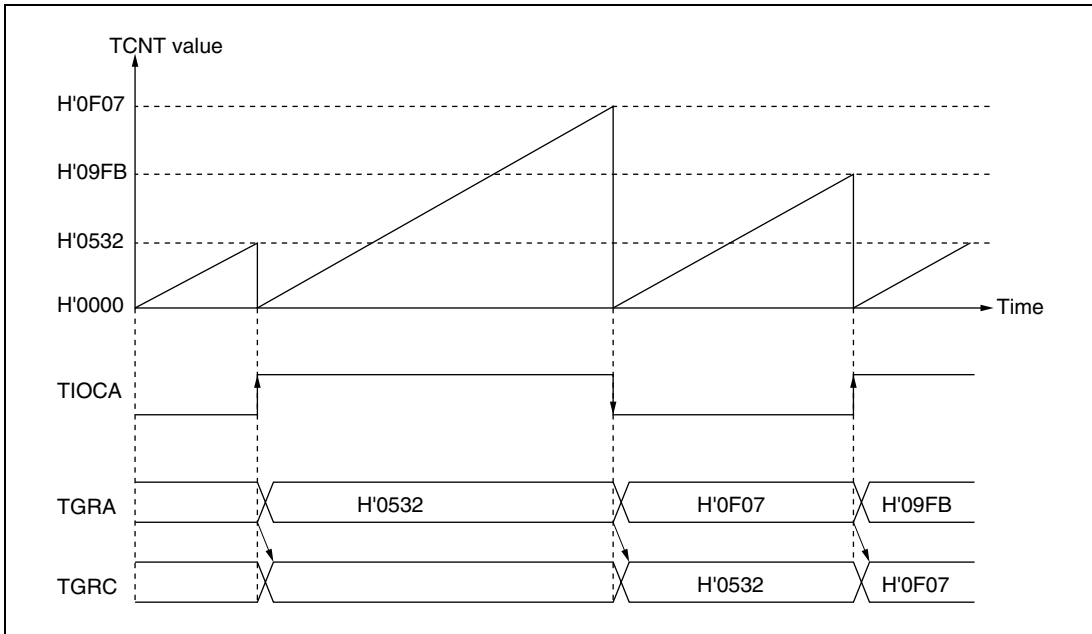 TCNT value
H'0F07
H'09FB
H'0532
H'0000
Time
TIOCA
TGRA H'0532 H'0F07 H'09FB
TGRC H'0532 H'0F07